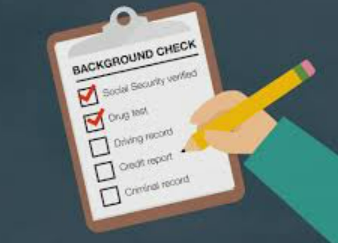 BACKGROUND CHECK
Social Security verified
Drug test
Driving record
Credit report
Criminal record